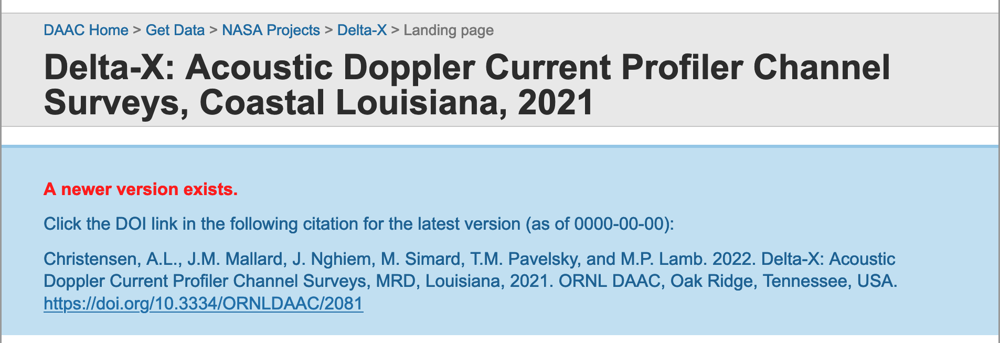 DAAC Home > Get Data > NASA Projects > Delta-X > Landing page
Delta-X: Acoustic Doppler Current Profiler Channel
Surveys, Coastal Louisiana, 2021
A newer version exists.
Click the DOI link in the following citation for the latest version (as of 0000-00-00):
Christensen, A.L., J.M. Mallard, J. Nghiem, M. Simard, T.M. Pavelsky, and M.P. Lamb. 2022. Delta-X: Acoustic
Doppler Current Profiler Channel Surveys, MRD, Louisiana, 2021. ORNL DAAC, Oak Ridge, Tennessee, USA.
https://doi.org/10.3334/ORNLDAAC/2081